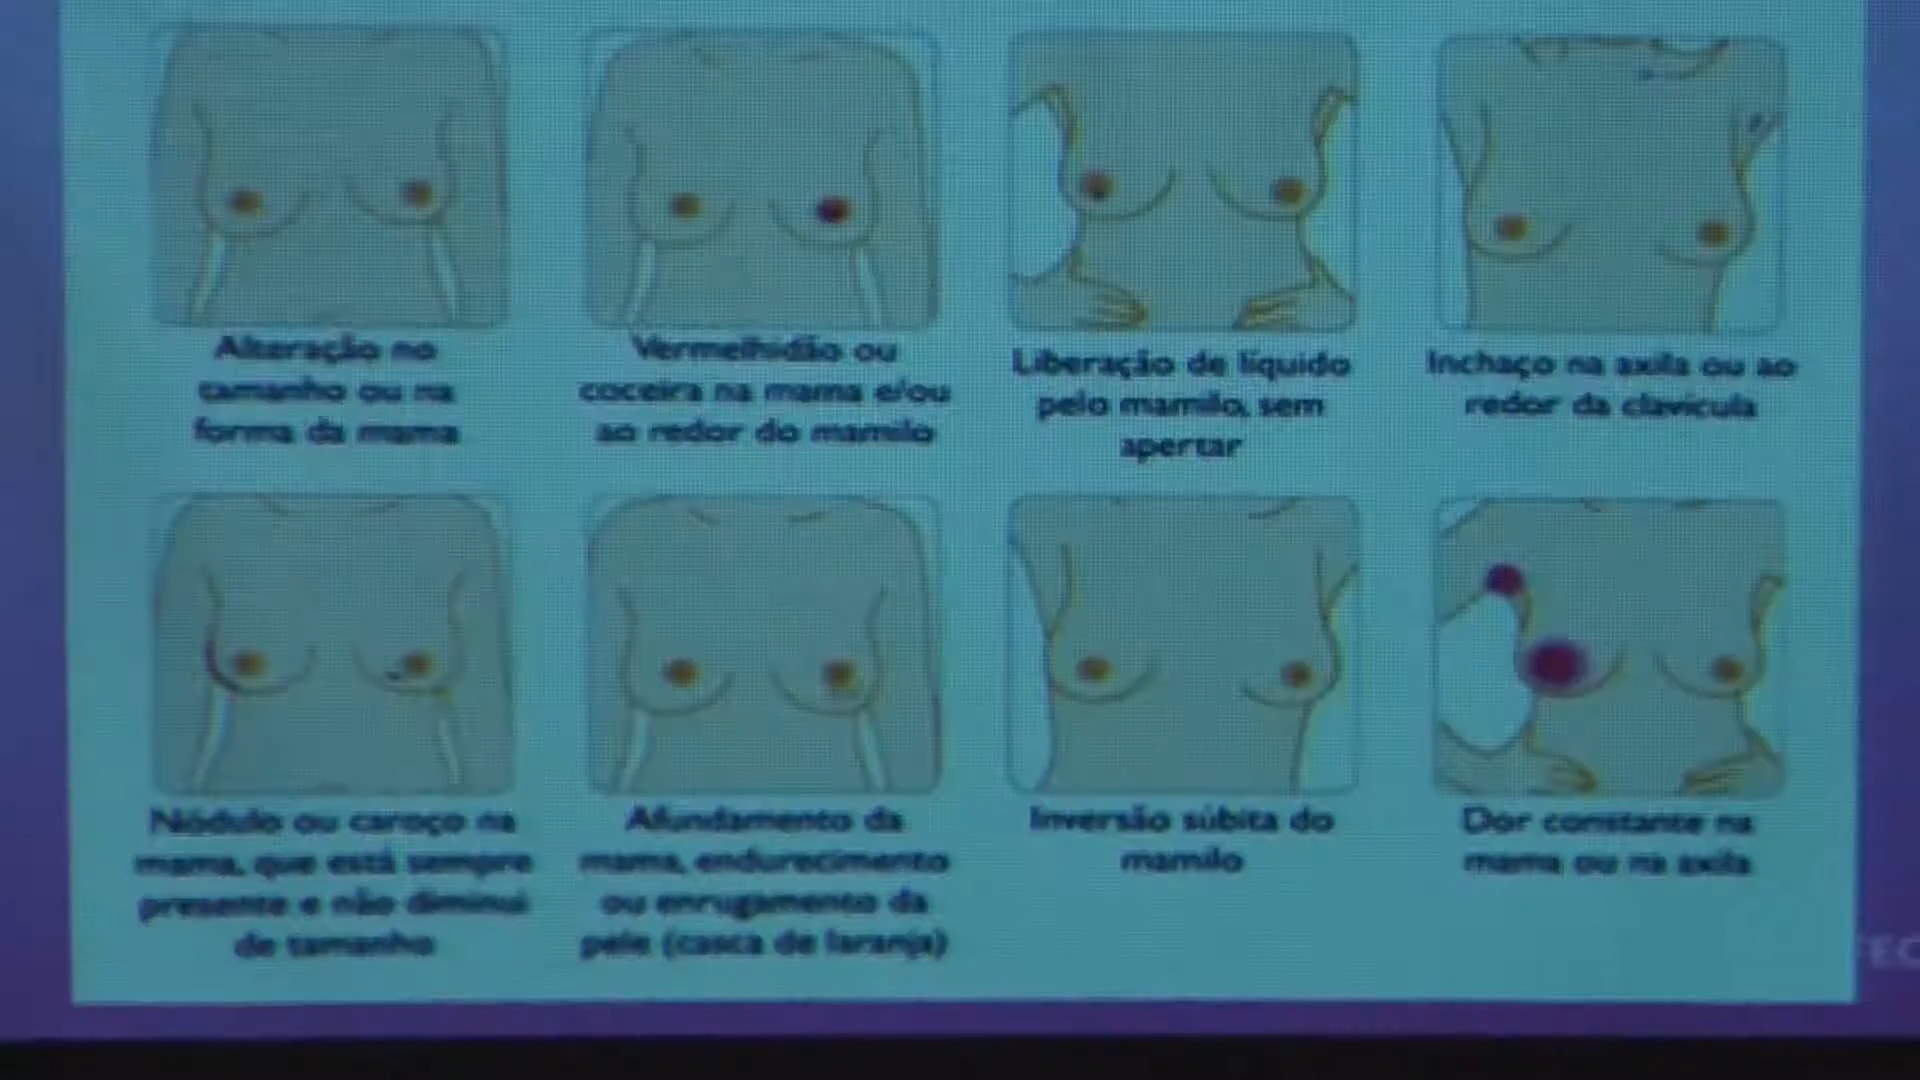 Alteração no
tamanho ou na
forma da mama
Vermelhidão ou
coceira na mama e/ou
ao redor do mamilo
Liberação de líquido
pelo mamilo, sem
apertar
Inchaço na axila ou ao
redor da clavícula
Nódulo ou caroço na
mama, que está sempre
presente e não diminui
de tamanho
Afundamento da
mama, endurecimento
ou enrugamento da
pele (casca de laranja)
Inversão súbita do
mamilo
Dor constante na
mama ou na axila